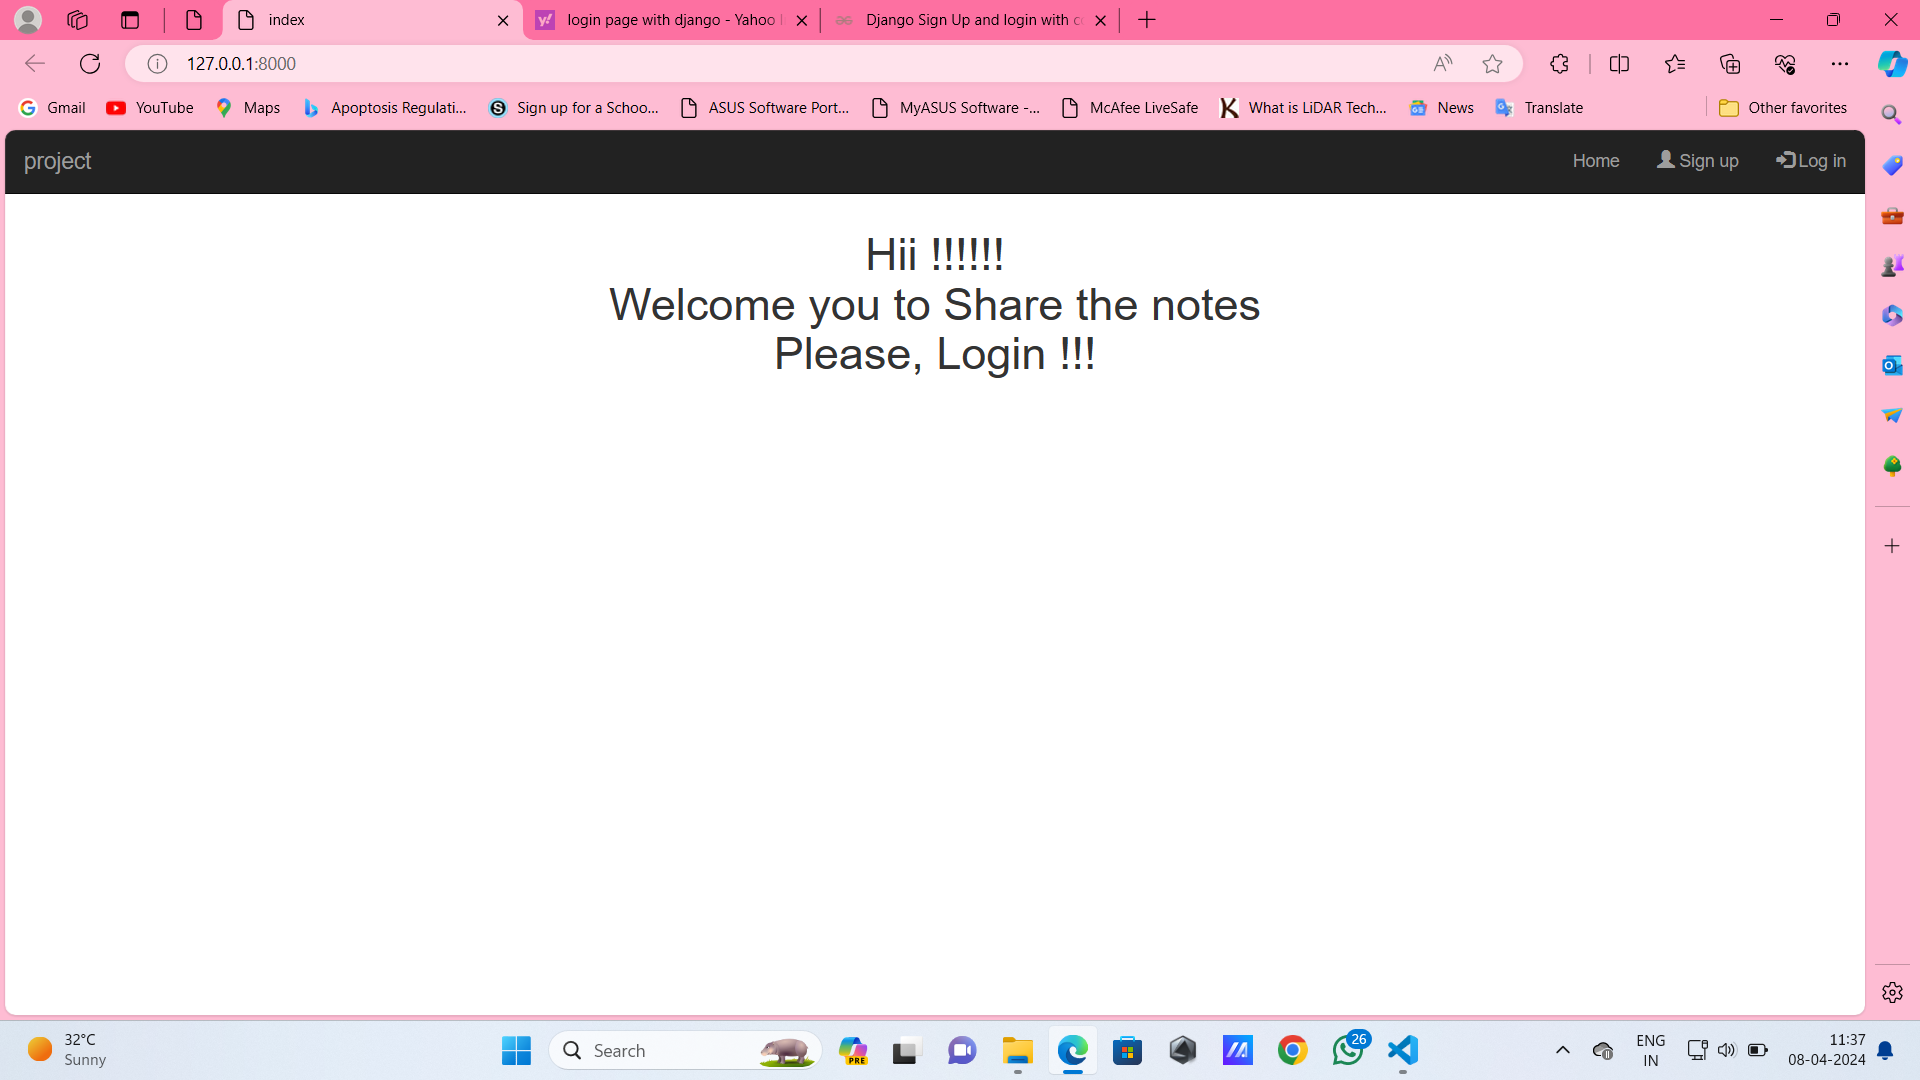 index
login page with django - Yahoo
Django Sign Up and login with
127.0.0.1:8000
Gmail
YouTube
Maps
Apoptosis Regulati...
Sign up for a Schoo...
ASUS Software Port...
MyASUS Software -...
McAfee LiveSafe
What is LiDAR Tech...
News
Translate
Other favorites
project
Home
Sign up
Log in
Hii !!!!!!
Welcome you to Share the notes
Please, Login !!!
32°C
Sunny
Search
PRE
26
ENG
IN
11:37
08-04-2024